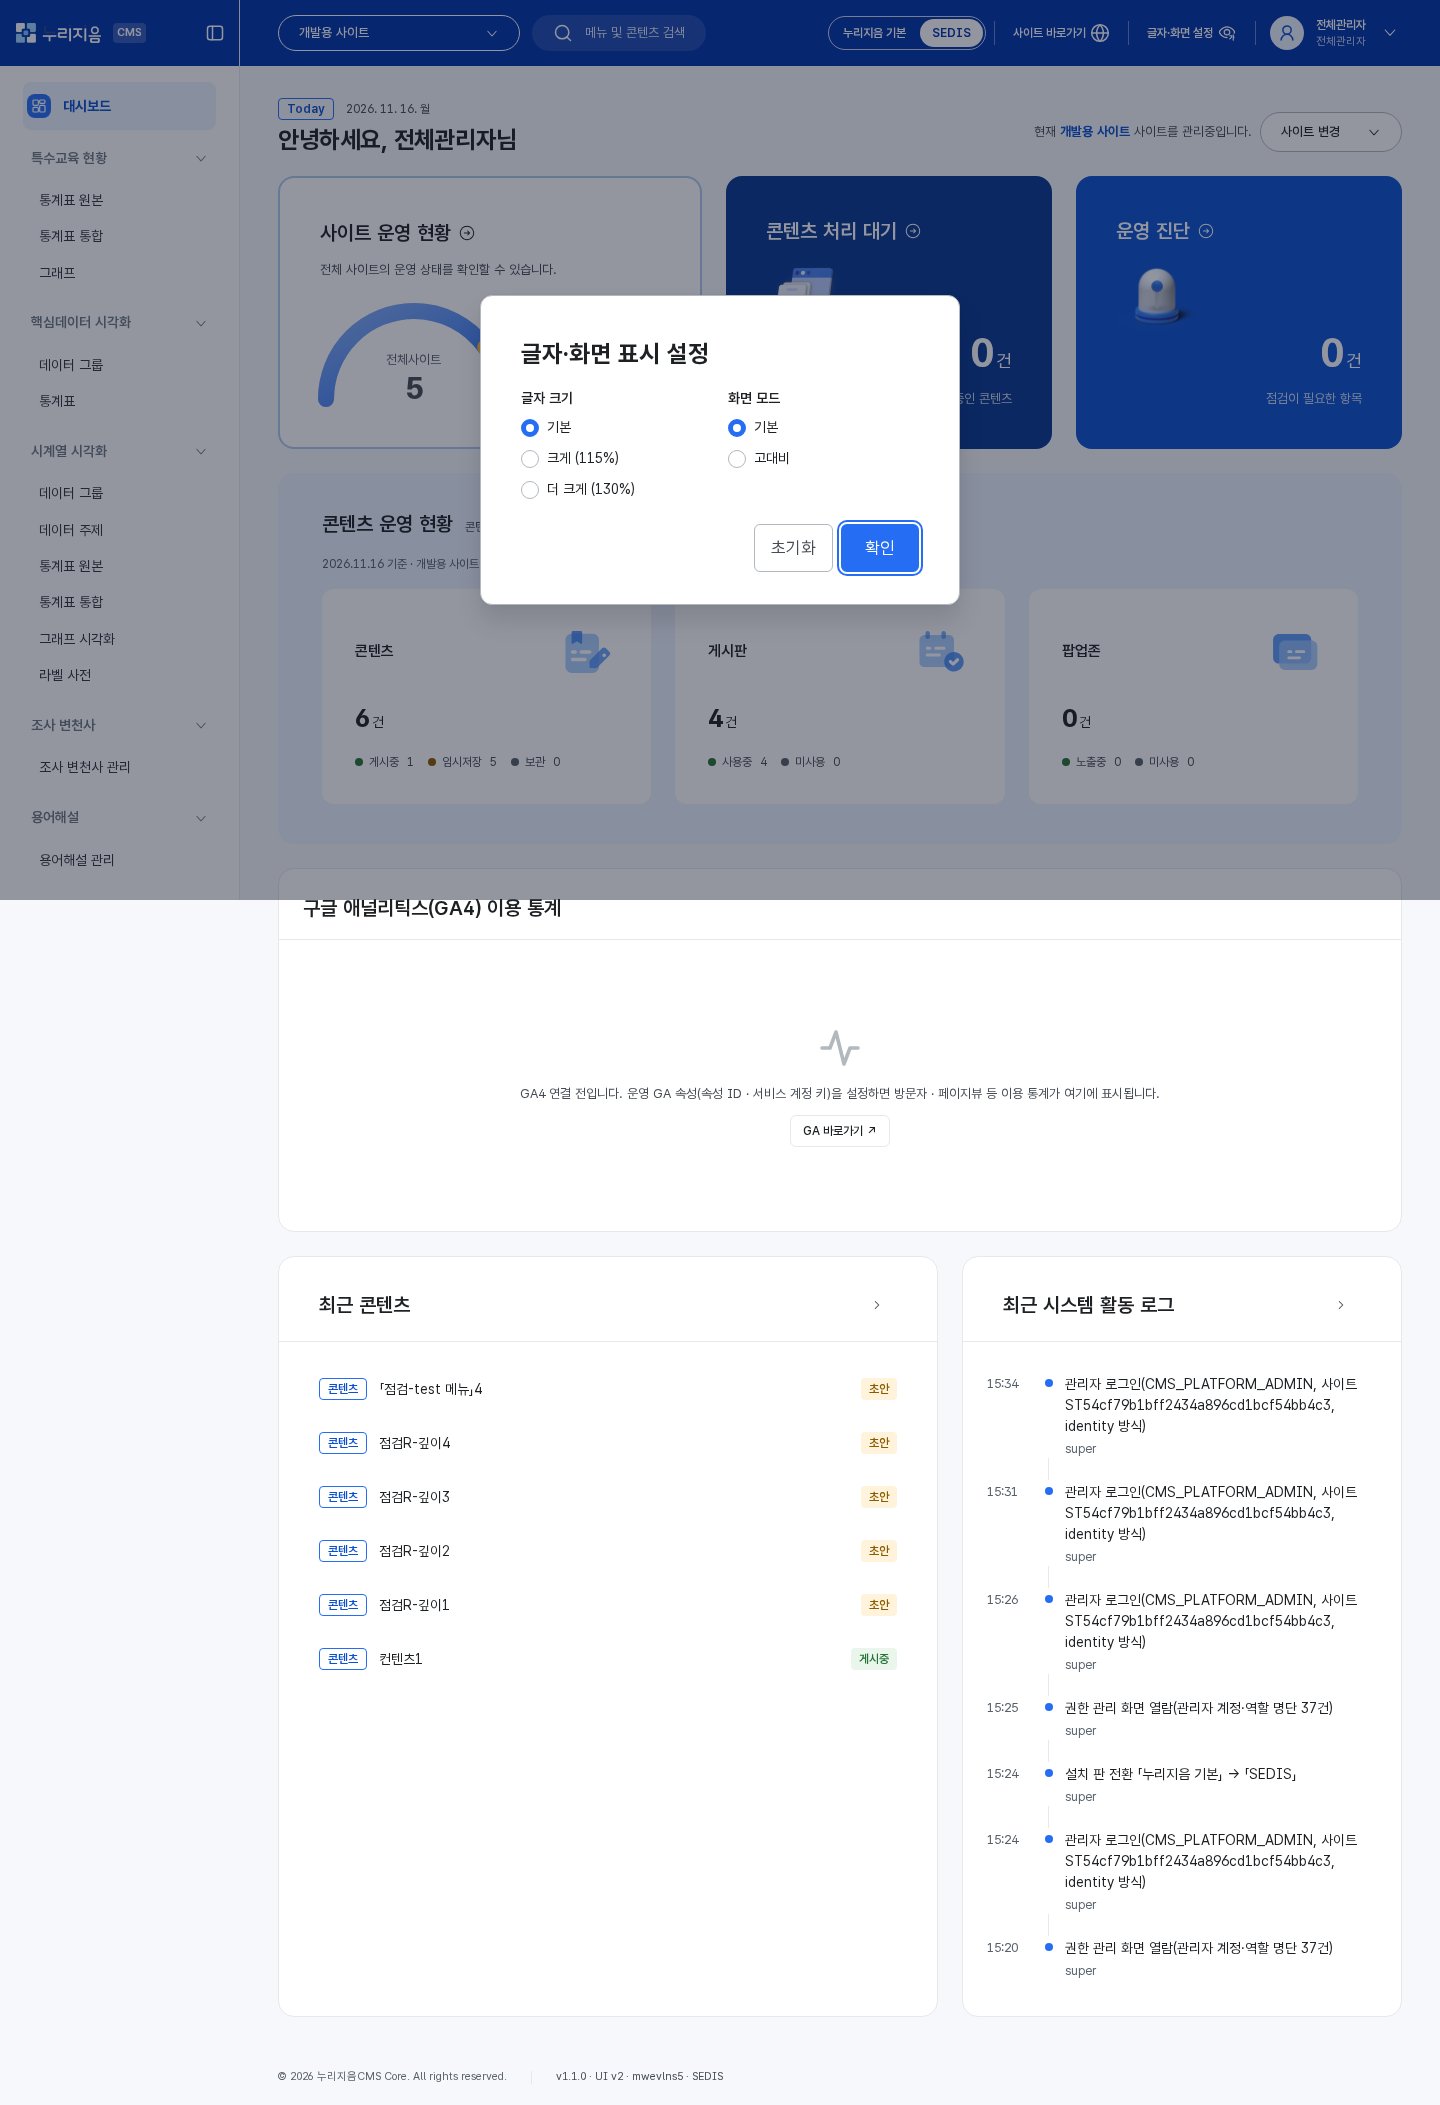 누리지음 CMS
개발용 사이트
메뉴 및 콘텐츠 검색
누리지음 기본 SEDIS
사이트 바로가기
글자·화면 설정
전체관리자
전체관리자
대시보드
특수교육 현황
통계표 원본
통계표 통합
그래프
핵심데이터 시각화
데이터 그룹
통계표
시계열 시각화
데이터 그룹
데이터 주제
통계표 원본
통계표 통합
그래프 시각화
라벨 사전
조사 변천사
조사 변천사 관리
용어해설
용어해설 관리
Today 2026. 11. 16. 월
안녕하세요, 전체관리자님
현재 개발용 사이트 사이트를 관리중입니다.
사이트 변경
사이트 운영 현황
전체 사이트의 운영 상태를 확인할 수 있습니다.
전체사이트
5
콘텐츠 처리 대기
0건
중인 콘텐츠
운영 진단
0건
점검이 필요한 항목
글자·화면 표시 설정
글자 크기
기본
크게 (115%)
더 크게 (130%)
화면 모드
기본
고대비
초기화 확인
콘텐츠 운영 현황
2026.11.16 기준 · 개발용 사이트
콘텐츠
6건
게시중 1 임시저장 5 보관 0
게시판
4건
사용중 4 미사용 0
팝업존
0건
노출중 0 미사용 0
구글 애널리틱스(GA4) 이용 통계
GA4 연결 전입니다. 운영 GA 속성(속성 ID · 서비스 계정 키)을 설정하면 방문자 · 페이지뷰 등 이용 통계가 여기에 표시됩니다.
GA 바로가기 ↗
최근 콘텐츠
콘텐츠 「점검-test 메뉴」4 초안
콘텐츠 점검R-깊이4 초안
콘텐츠 점검R-깊이3 초안
콘텐츠 점검R-깊이2 초안
콘텐츠 점검R-깊이1 초안
콘텐츠 컨텐츠1 게시중
최근 시스템 활동 로그
15:34 관리자 로그인(CMS_PLATFORM_ADMIN, 사이트
ST54cf79b1bff2434a896cd1bcf54bb4c3,
identity 방식)
super
15:31 관리자 로그인(CMS_PLATFORM_ADMIN, 사이트
ST54cf79b1bff2434a896cd1bcf54bb4c3,
identity 방식)
super
15:26 관리자 로그인(CMS_PLATFORM_ADMIN, 사이트
ST54cf79b1bff2434a896cd1bcf54bb4c3,
identity 방식)
super
15:25 권한 관리 화면 열람(관리자 계정·역할 명단 37건)
super
15:24 설치 판 전환 「누리지음 기본」 → 「SEDIS」
super
15:24 관리자 로그인(CMS_PLATFORM_ADMIN, 사이트
ST54cf79b1bff2434a896cd1bcf54bb4c3,
identity 방식)
super
15:20 권한 관리 화면 열람(관리자 계정·역할 명단 37건)
super
© 2026 누리지음CMS Core. All rights reserved.
v1.1.0 · UI v2 · mwevlns5 · SEDIS